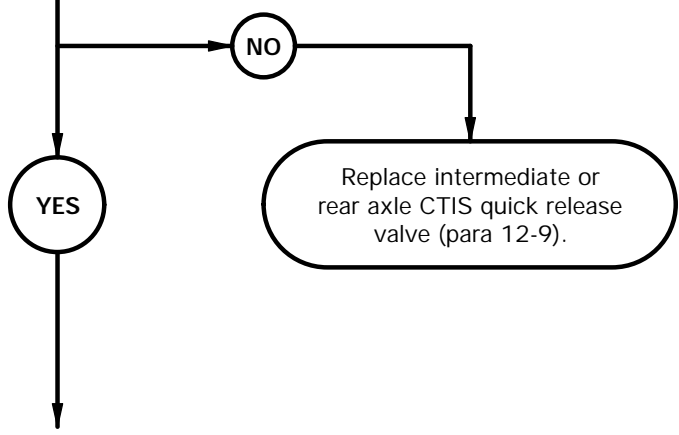 NO
YES
Replace intermediate or
rear axle CTIS quick release
valve (para 12-9).